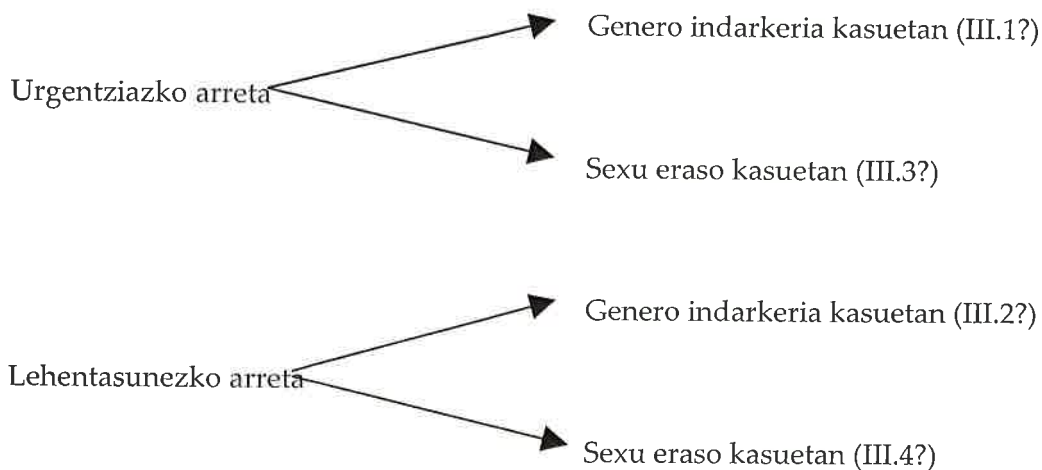 Genero indarkeria kasuetan (III.1?)
Urgentziazko arreta
Sexu eraso kasuetan (III.3?)
Genero indarkeria kasuetan (III.2?)
Lehentasunezko arreta
Sexu eraso kasuetan (III.4?)